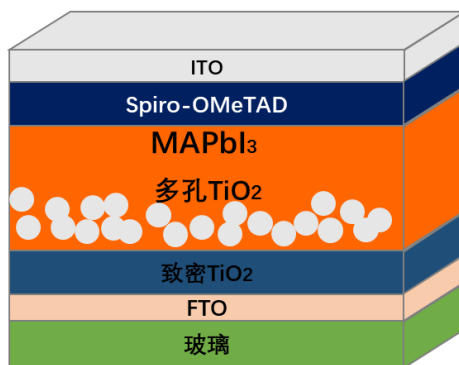 ITO
Spiro-OMeTAD
MAPbI₃
多孔TiO₂
致密TiO₂
FTO
玻璃